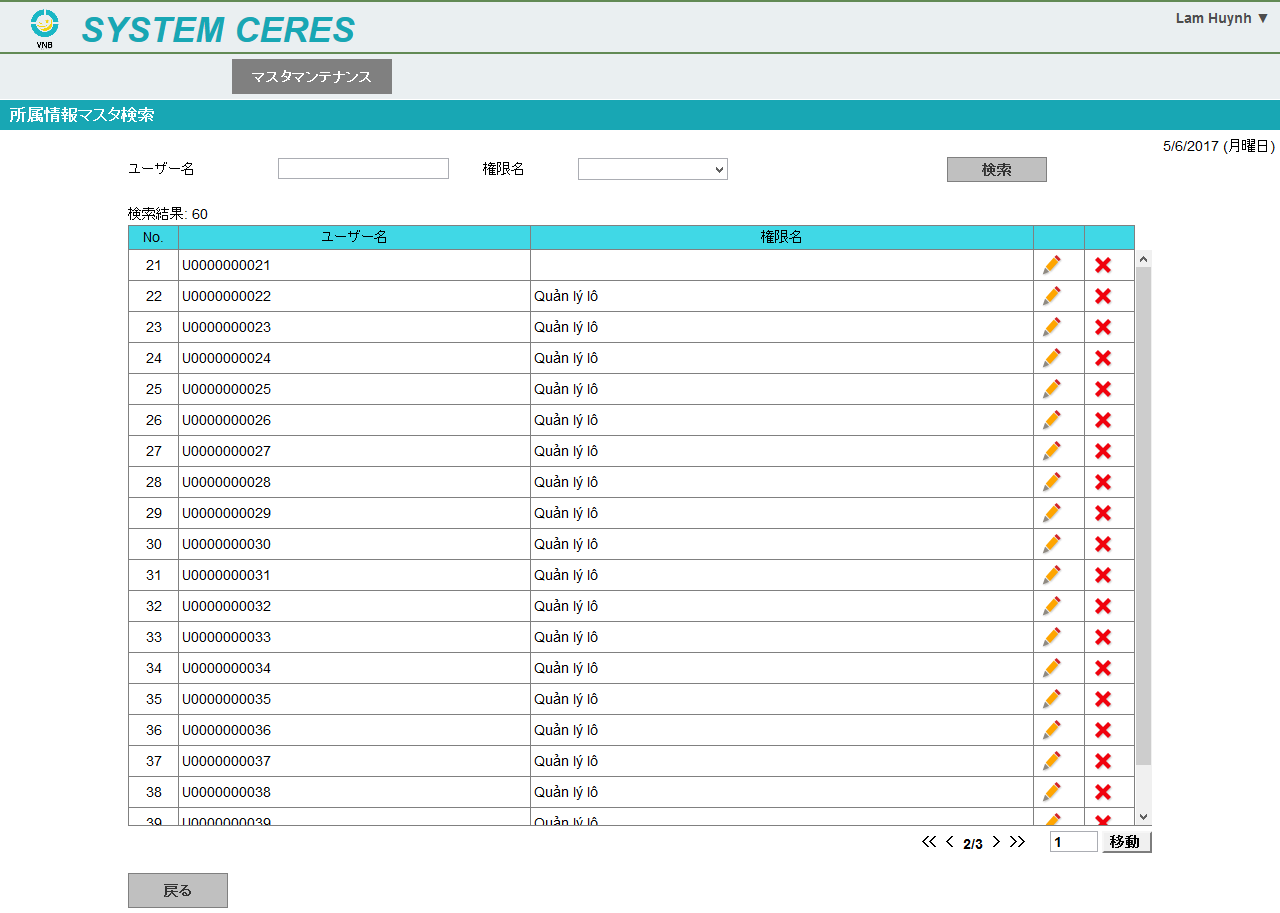 VNB
SYSTEM CERES
Lam Huynh ▼
マスタマンテナンス
所属情報マスタ検索
5/6/2017 (月曜日)
ユーザー名 権限名 検索
検索結果: 60
No. ユーザー名 権限名
21 U0000000021
22 U0000000022 Quản lý lô
23 U0000000023 Quản lý lô
24 U0000000024 Quản lý lô
25 U0000000025 Quản lý lô
26 U0000000026 Quản lý lô
27 U0000000027 Quản lý lô
28 U0000000028 Quản lý lô
29 U0000000029 Quản lý lô
30 U0000000030 Quản lý lô
31 U0000000031 Quản lý lô
32 U0000000032 Quản lý lô
33 U0000000033 Quản lý lô
34 U0000000034 Quản lý lô
35 U0000000035 Quản lý lô
36 U0000000036 Quản lý lô
37 U0000000037 Quản lý lô
38 U0000000038 Quản lý lô
39 U0000000039 Quản lý lô
<< < 2/3 > >> 1 移動
戻る